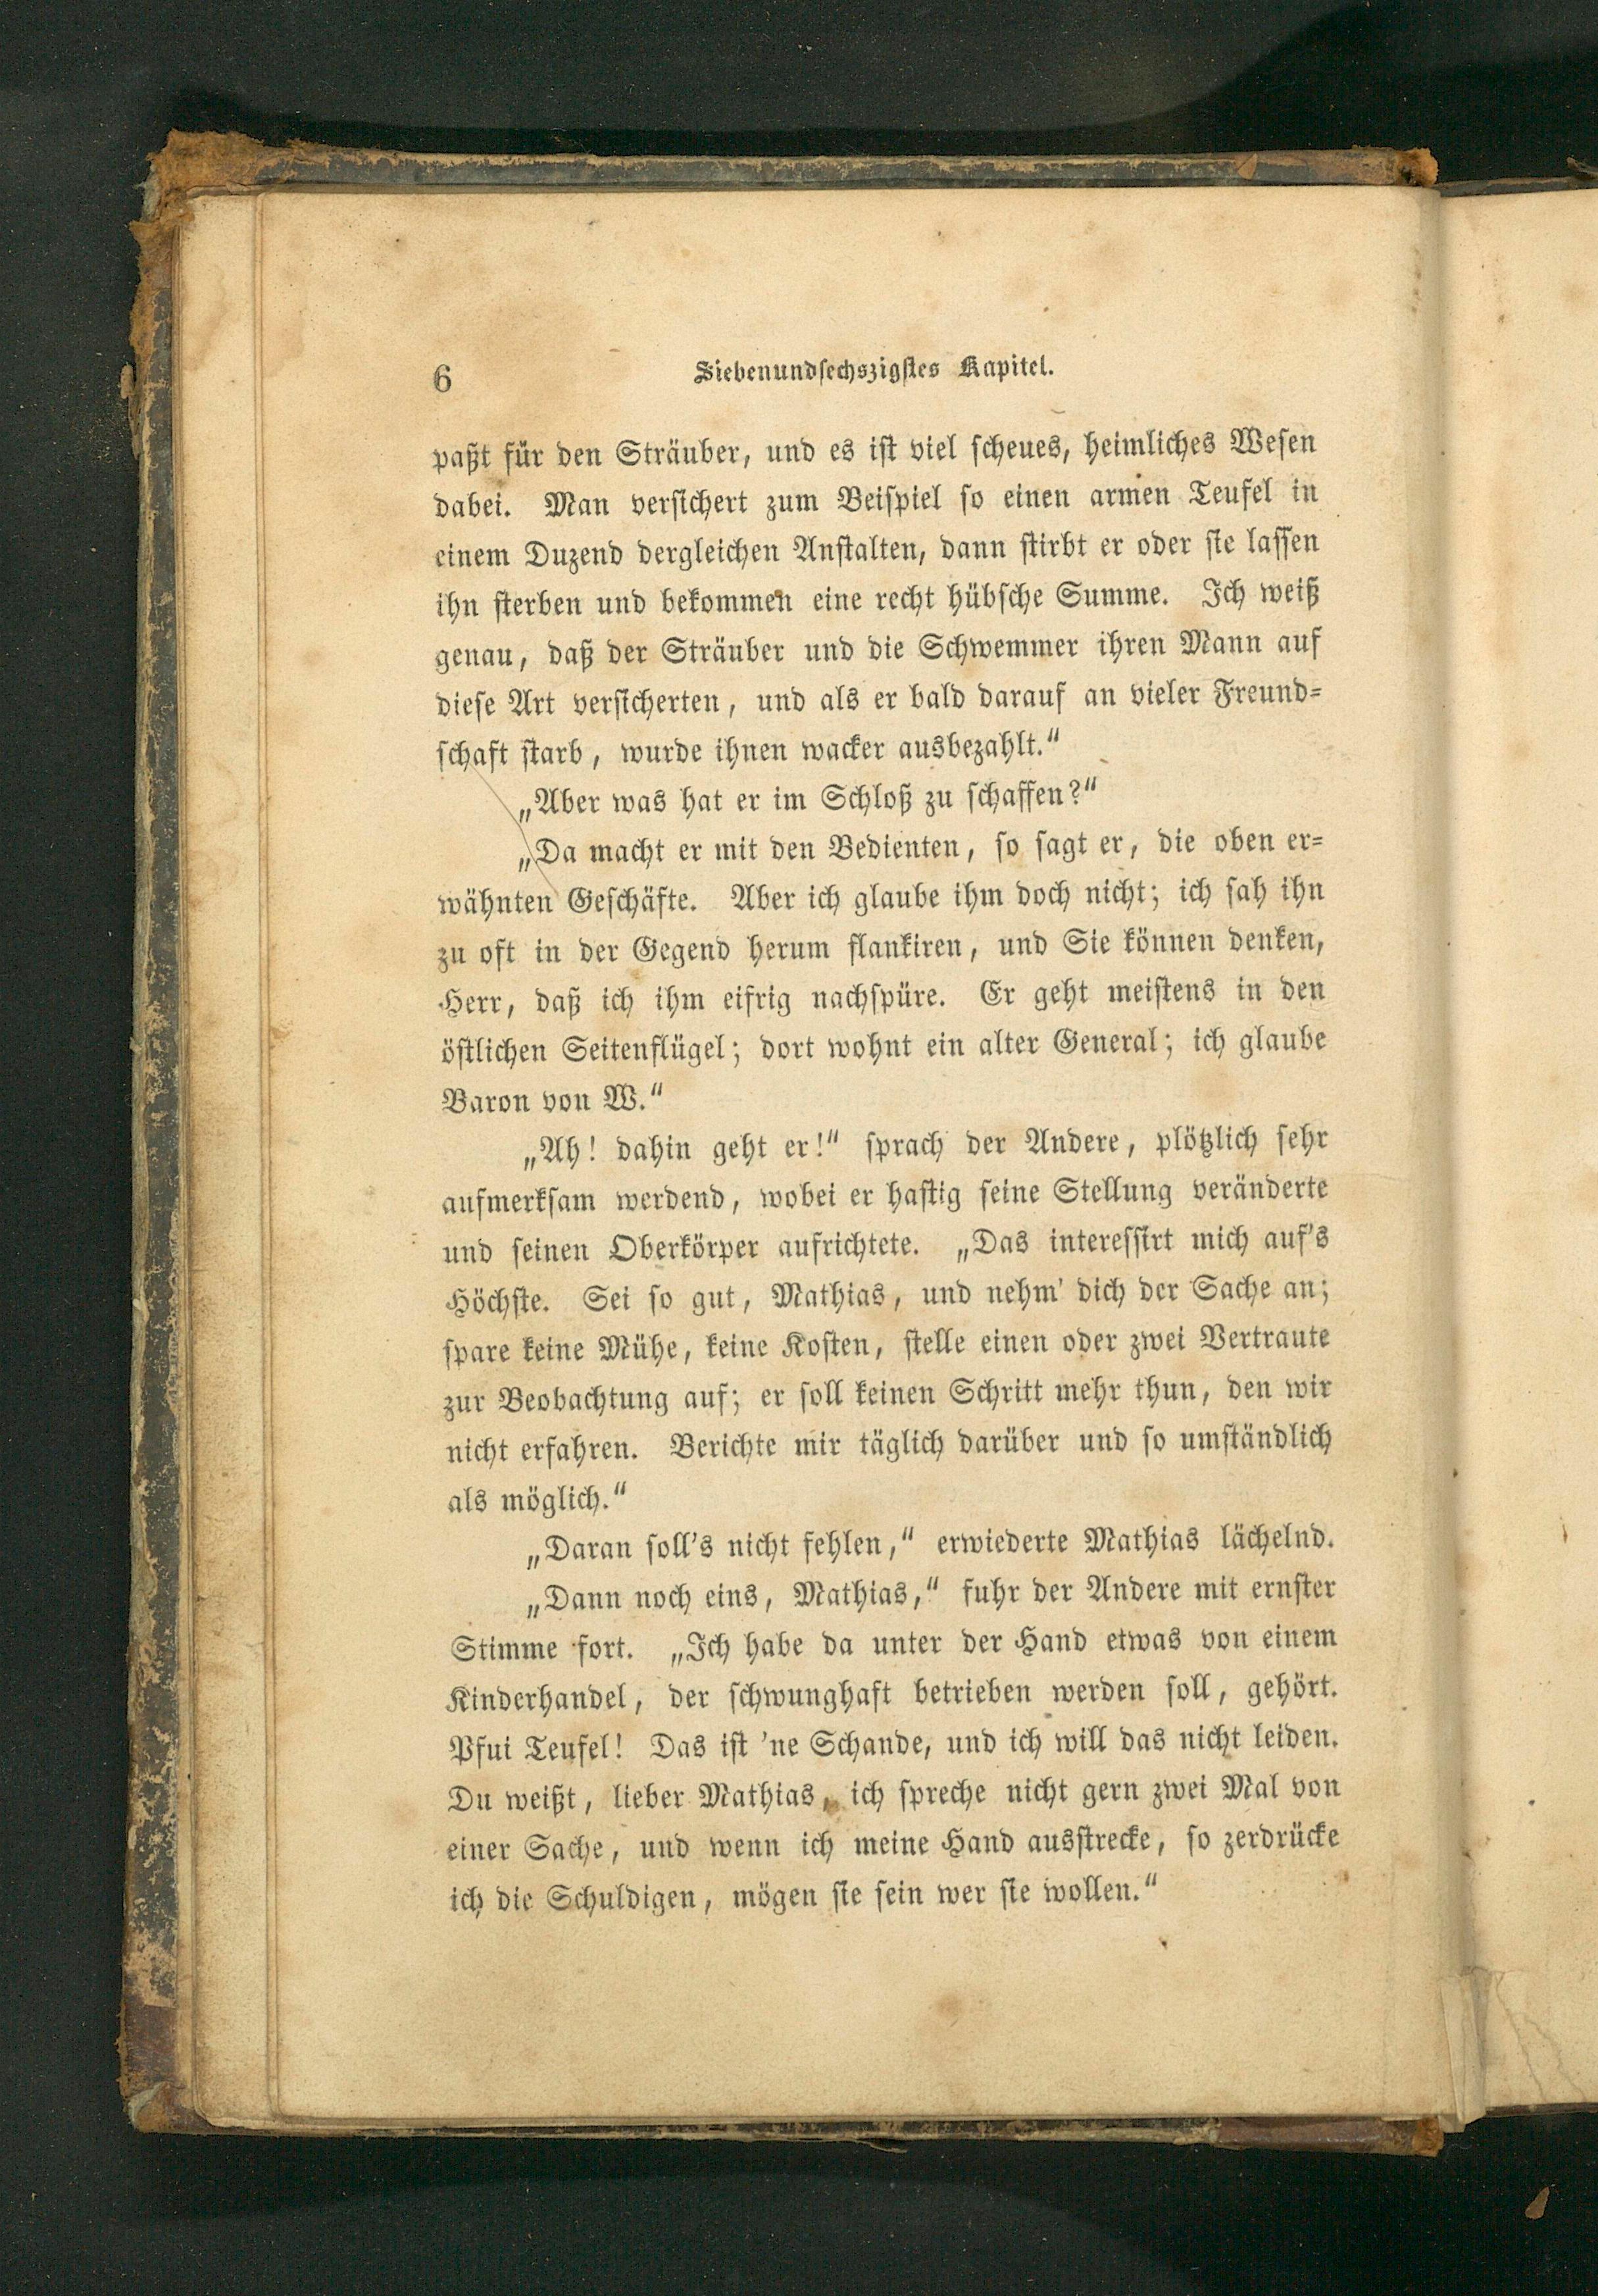 6
Siebenundsechszigstes Kapitel.
paßt für den Sträuber, und es ist viel scheues, heimliches Wesen
dabei. Man versichert zum Beispiel so einen armen Teufel in
einem Duzend dergleichen Anstalten, dann stirbt er oder sie lassen
ihn sterben und bekommen eine recht hübsche Summe. Ich weiß
genau, daß der Sträuber und die Schwemmer ihren Mann auf
diese Art versicherten, und als er bald darauf an vieler Freund=
schaft starb, wurde ihnen wacker ausbezahlt.“
„Aber was hat er im Schloß zu schaffen?“
„Da macht er mit den Bedienten, so sagt er, die oben er=
wähnten Geschäfte. Aber ich glaube ihm doch nicht; ich sah ihn
zu oft in der Gegend herum flankiren, und Sie können denken,
Herr, daß ich ihm eifrig nachspüre. Er geht meistens in den
östlichen Seitenflügel; dort wohnt ein alter General; ich glaube
Baron von W.“
„Ah! dahin geht er!“ sprach der Andere, plötzlich sehr
aufmerksam werdend, wobei er hastig seine Stellung veränderte
und seinen Oberkörper aufrichtete. „Das interessirt mich auf's
Höchste. Sei so gut, Mathias, und nehm' dich der Sache an;
spare keine Mühe, keine Kosten, stelle einen oder zwei Vertraute
zur Beobachtung auf; er soll keinen Schritt mehr thun, den wir
nicht erfahren. Berichte mir täglich darüber und so umständlich
als möglich.“
„Daran soll's nicht fehlen,“ erwiederte Mathias lächelnd.
„Dann noch eins, Mathias,“ fuhr der Andere mit ernster
Stimme fort. „Ich habe da unter der Hand etwas von einem
Kinderhandel, der schwunghaft betrieben werden soll, gehört.
Pfui Teufel! Das ist 'ne Schande, und ich will das nicht leiden.
Du weißt, lieber Mathias, ich spreche nicht gern zwei Mal von
einer Sache, und wenn ich meine Hand ausstrecke, so zerdrücke
ich die Schuldigen, mögen sie sein wer sie wollen.“